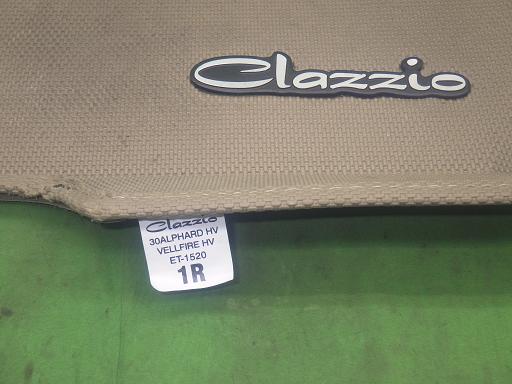 Clazzio
Clazzio
30ALPHARD HV
VELLFIRE HV
ET-1520
1R